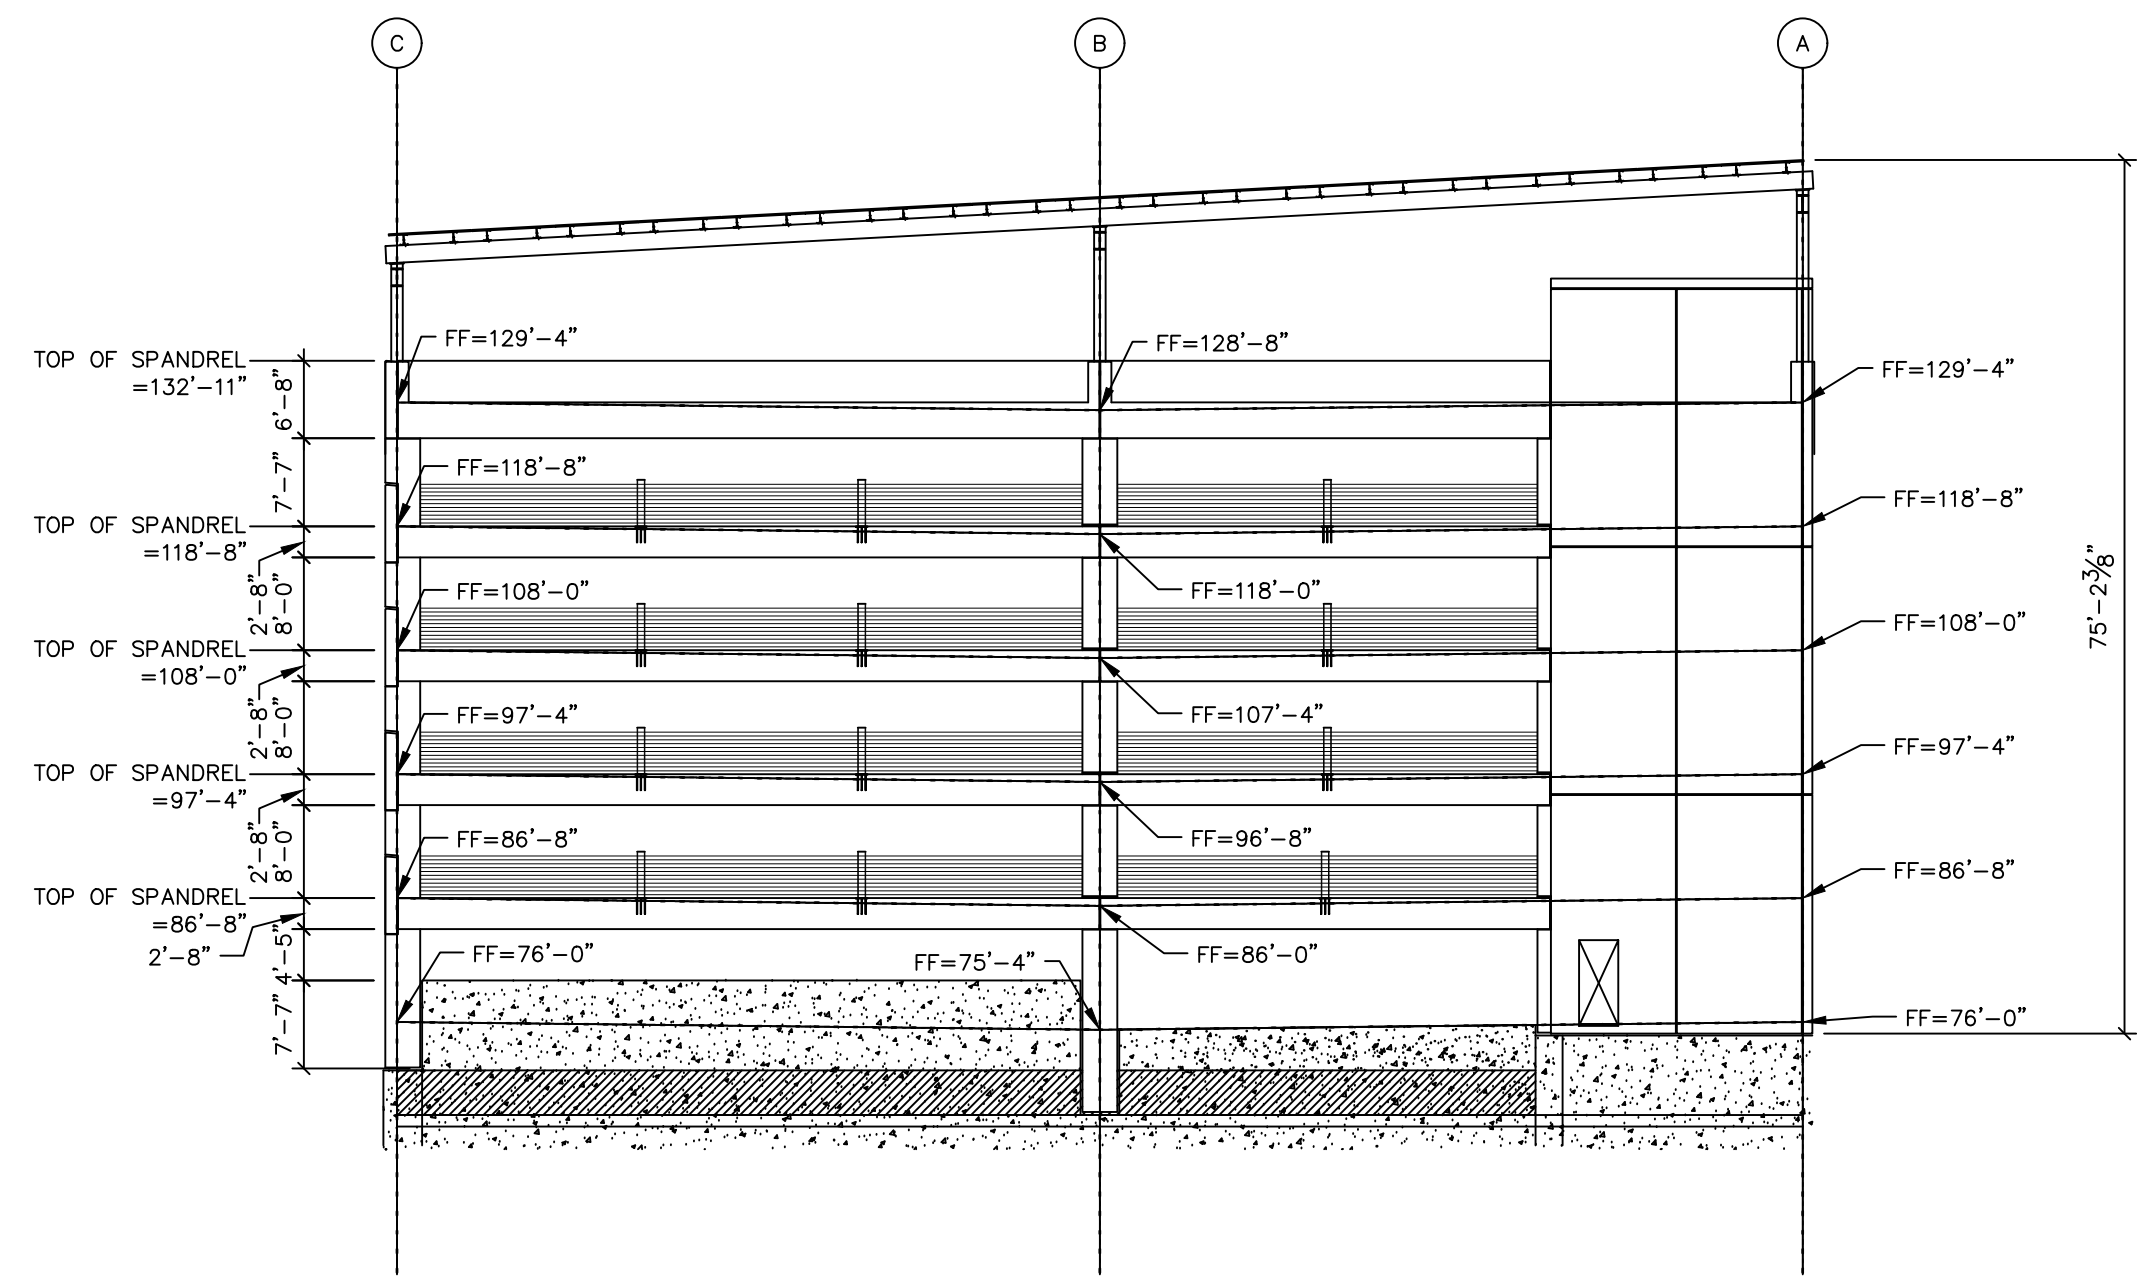 C
B
A
FF=129’–4”
FF=128’–8”
TOP OF SPANDREL
=132’–11”
FF=129’–4”
6’–8”
FF=118’–8”
7’–7”
FF=118’–8”
TOP OF SPANDREL
=118’–8”
2’–8”
8’–0”
FF=108’–0”
FF=118’–0”
75’–2⅜”
FF=108’–0”
TOP OF SPANDREL
=108’–0”
2’–8”
8’–0”
FF=97’–4”
FF=107’–4”
FF=97’–4”
TOP OF SPANDREL
=97’–4”
2’–8”
8’–0”
FF=86’–8”
FF=96’–8”
FF=86’–8”
TOP OF SPANDREL
=86’–8”
2’–8”
4’–5”
FF=76’–0”
FF=75’–4”
FF=86’–0”
7’–7”
FF=76’–0”